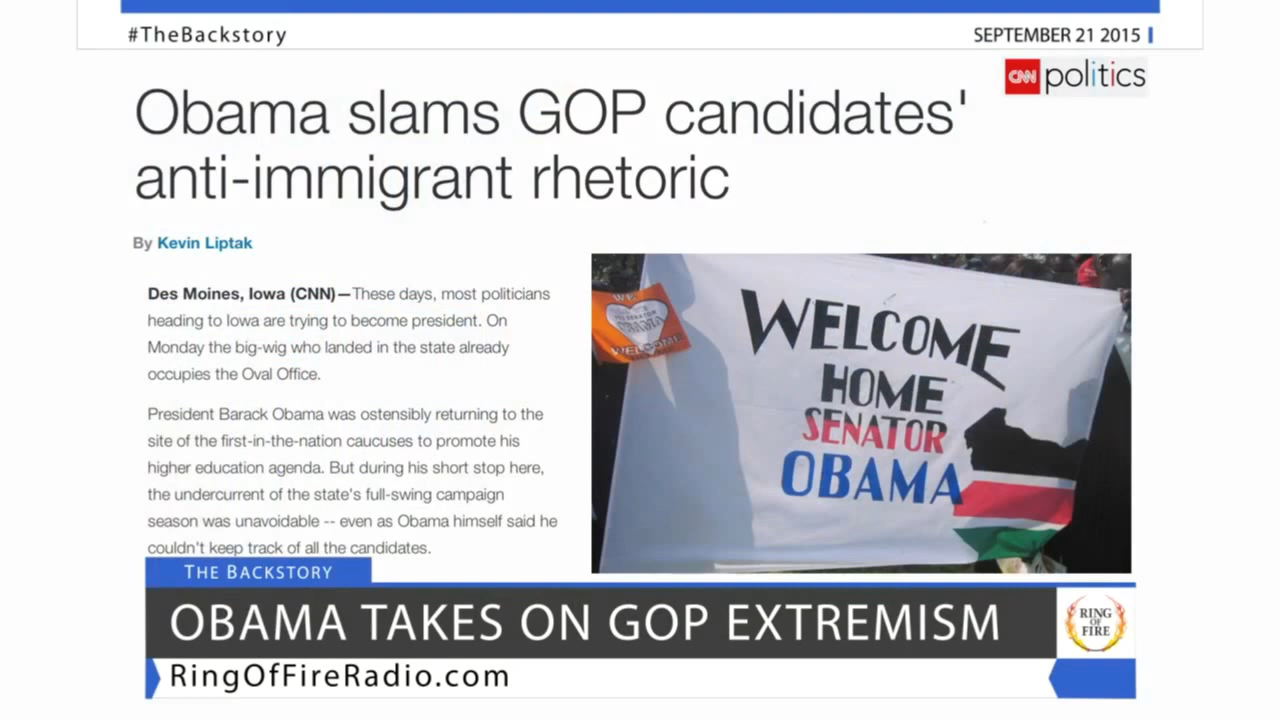 #TheBackstory
SEPTEMBER 21 2015
CNN politics
Obama slams GOP candidates'
anti-immigrant rhetoric
By Kevin Liptak
Des Moines, Iowa (CNN)—These days, most politicians
heading to Iowa are trying to become president. On
Monday the big-wig who landed in the state already
occupies the Oval Office.
President Barack Obama was ostensibly returning to the
site of the first-in-the-nation caucuses to promote his
higher education agenda. But during his short stop here,
the undercurrent of the state's full-swing campaign
season was unavoidable -- even as Obama himself said he
couldn't keep track of all the candidates.
WE
SENATOR
OBAMA
WELCOME
WELCOME
HOME
SENATOR
OBAMA
THE BACKSTORY
OBAMA TAKES ON GOP EXTREMISM
RING
OF
FIRE
RingOfFireRadio.com